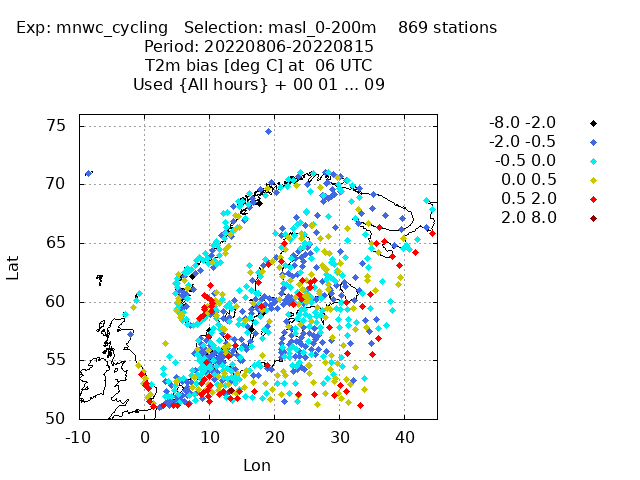 Exp: mnwc_cycling   Selection: masl_0-200m    869 stations
Period: 20220806-20220815
T2m bias [deg C] at  06 UTC
Used {All hours} + 00 01 ... 09
-8.0 -2.0
-2.0 -0.5
-0.5 0.0
0.0 0.5
0.5 2.0
2.0 8.0
75
70
65
60
55
50
Lat
-10 0 10 20 30 40
Lon